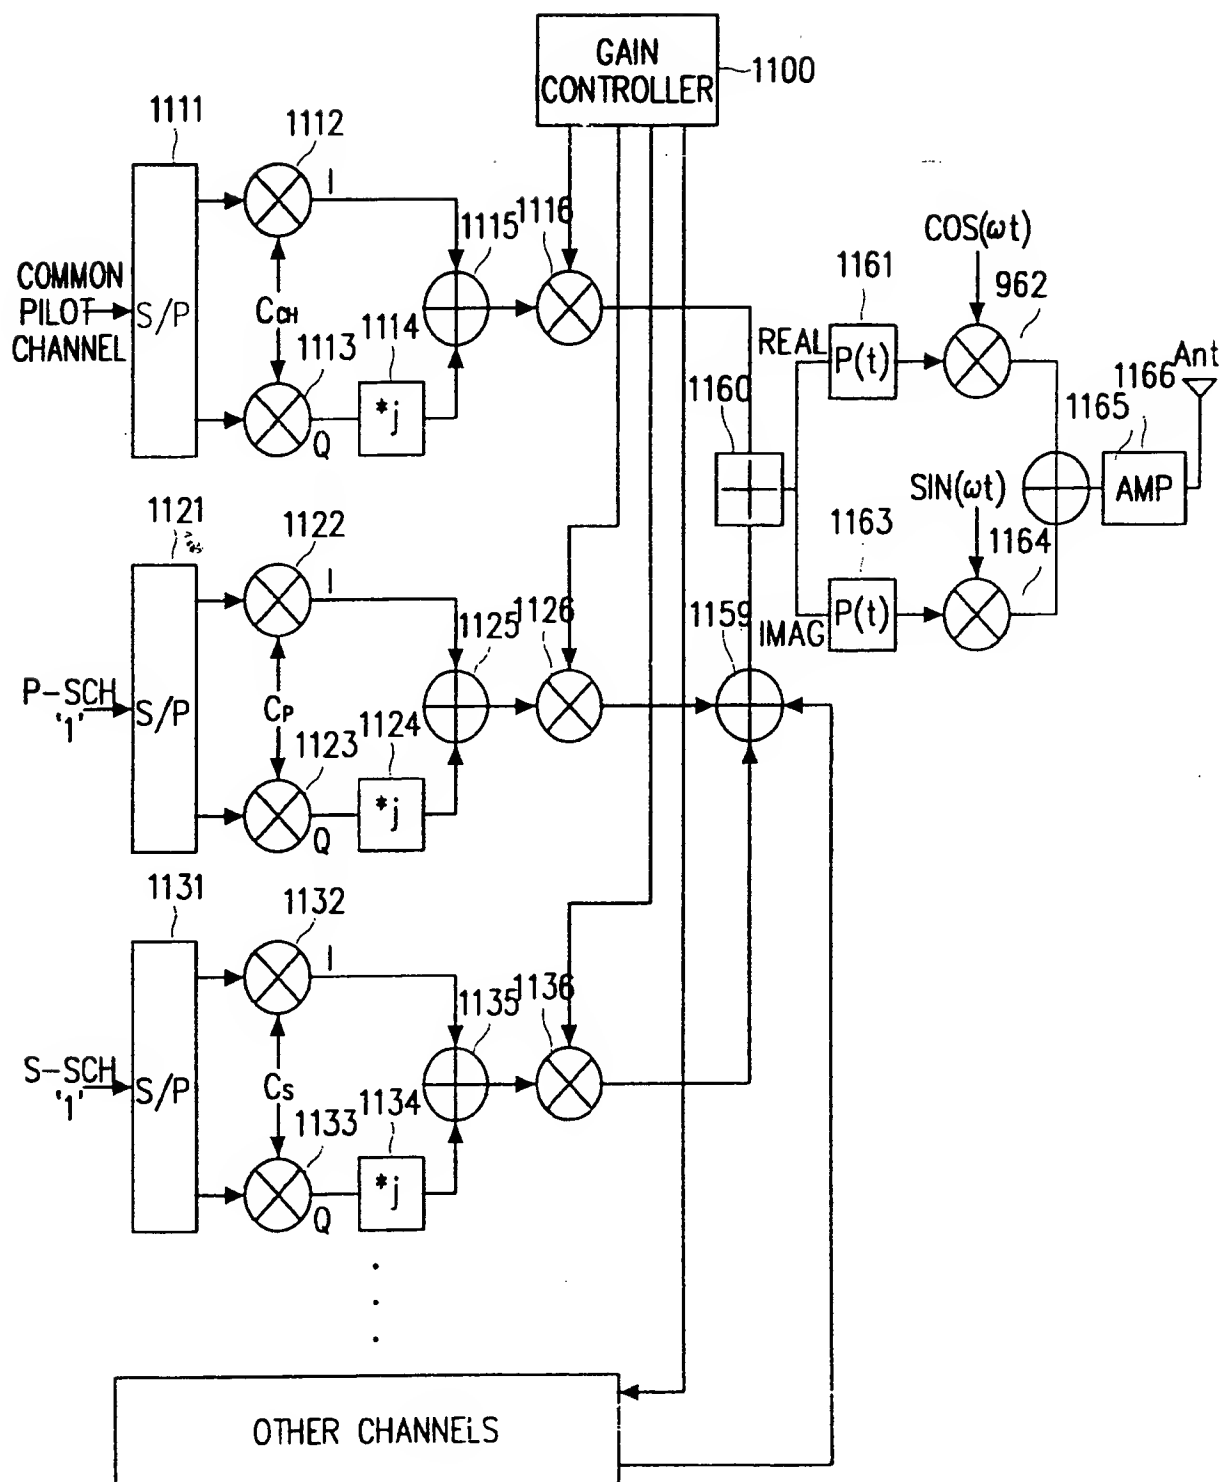 GAIN
CONTROLLER
1100
1111
1112
I
1115
1116
COS(ωt)
COMMON
PILOT
CHANNEL
S/P
CCH
1113
1114
*j
Q
1161
962
REAL
P(t)
1160
Ant
1166
1165
AMP
SIN(ωt)
1163
1164
IMAG
P(t)
1121
1122
I
1125
1126
1159
P-SCH
'1'
S/P
CP
1123
1124
*j
Q
1131
1132
I
1135
1136
S-SCH
'1'
S/P
CS
1133
1134
*j
Q
OTHER CHANNELS